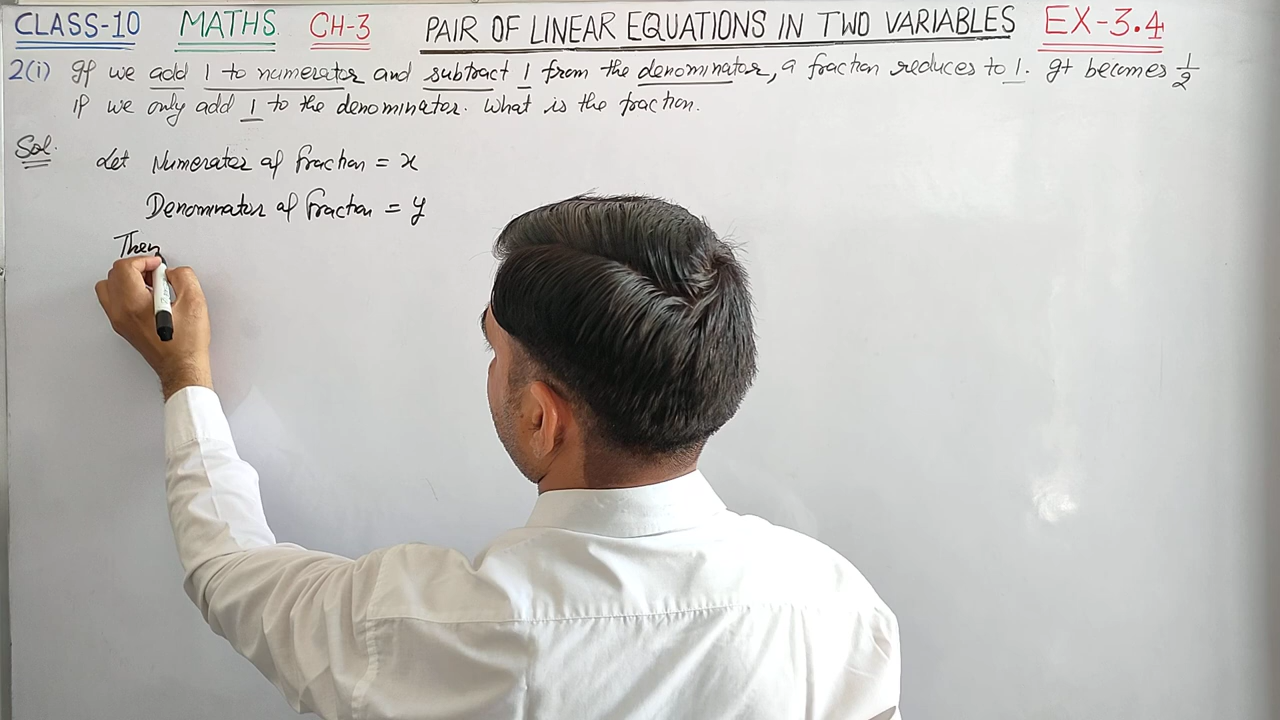 CLASS-10 MATHS CH-3 PAIR OF LINEAR EQUATIONS IN TWO VARIABLES EX-3.4
2(i) If we add 1 to numerator and subtract 1 from the denominator, a fraction reduces to 1. It becomes 1/2
if we only add 1 to the denominator. What is the fraction.
Sol. Let Numerator of fraction = x
Denominator of fraction = y
Then